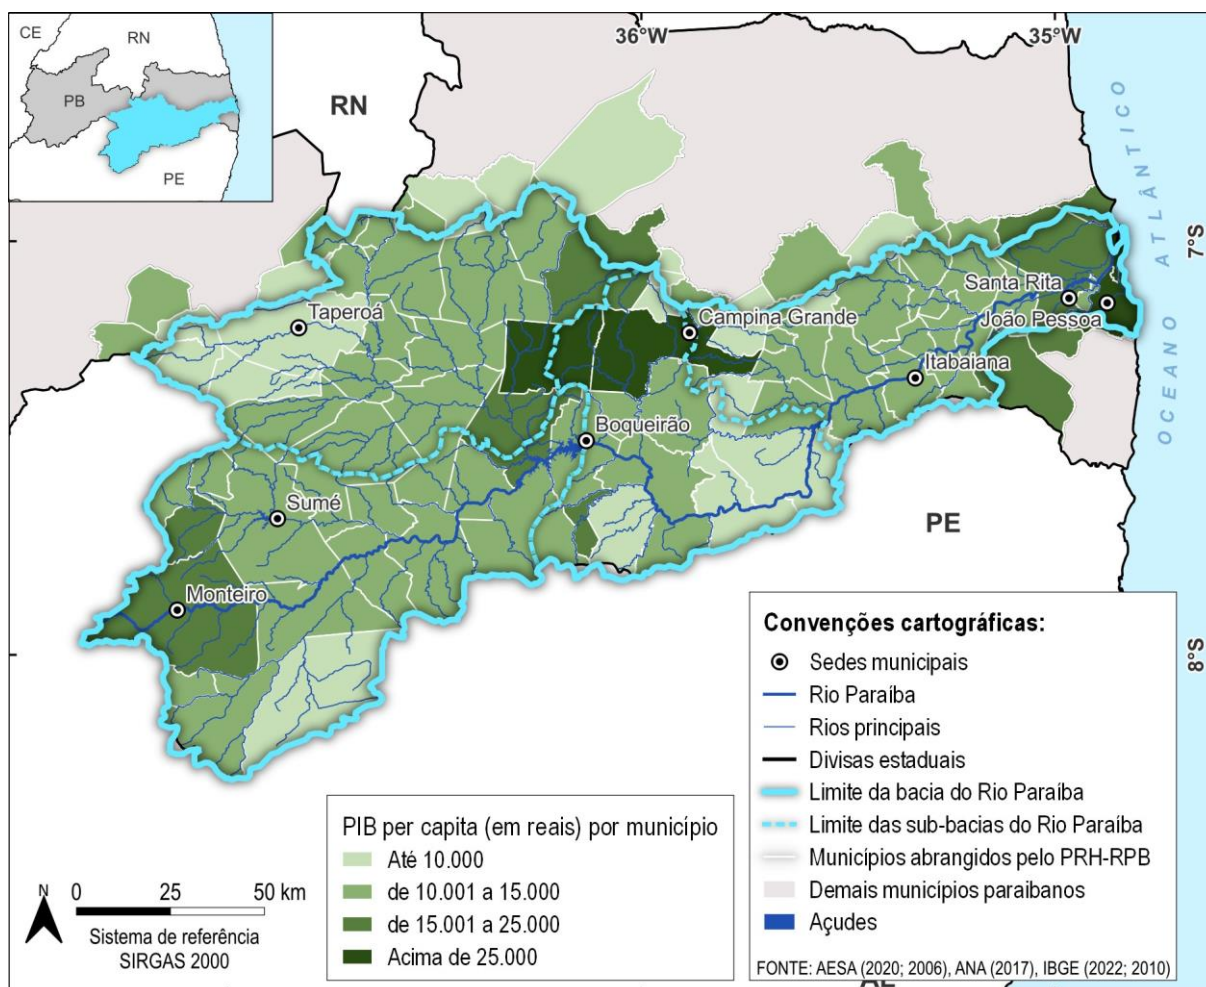 CE
RN
PB
PE
RN
36°W
35°W
7°S
8°S
OCEANO ATLÂNTICO
Taperoá
Campina Grande
Santa Rita
João Pessoa
Itabaiana
Boqueirão
Sumé
Monteiro
PE
Convenções cartográficas:
Sedes municipais
Rio Paraíba
Rios principais
Divisas estaduais
Limite da bacia do Rio Paraíba
Limite das sub-bacias do Rio Paraíba
Municípios abrangidos pelo PRH-RPB
Demais municípios paraibanos
Açudes
FONTE: AESA (2020; 2006), ANA (2017), IBGE (2022; 2010)
PIB per capita (em reais) por município
Até 10.000
de 10.001 a 15.000
de 15.001 a 25.000
Acima de 25.000
N
0 25 50 km
Sistema de referência
SIRGAS 2000